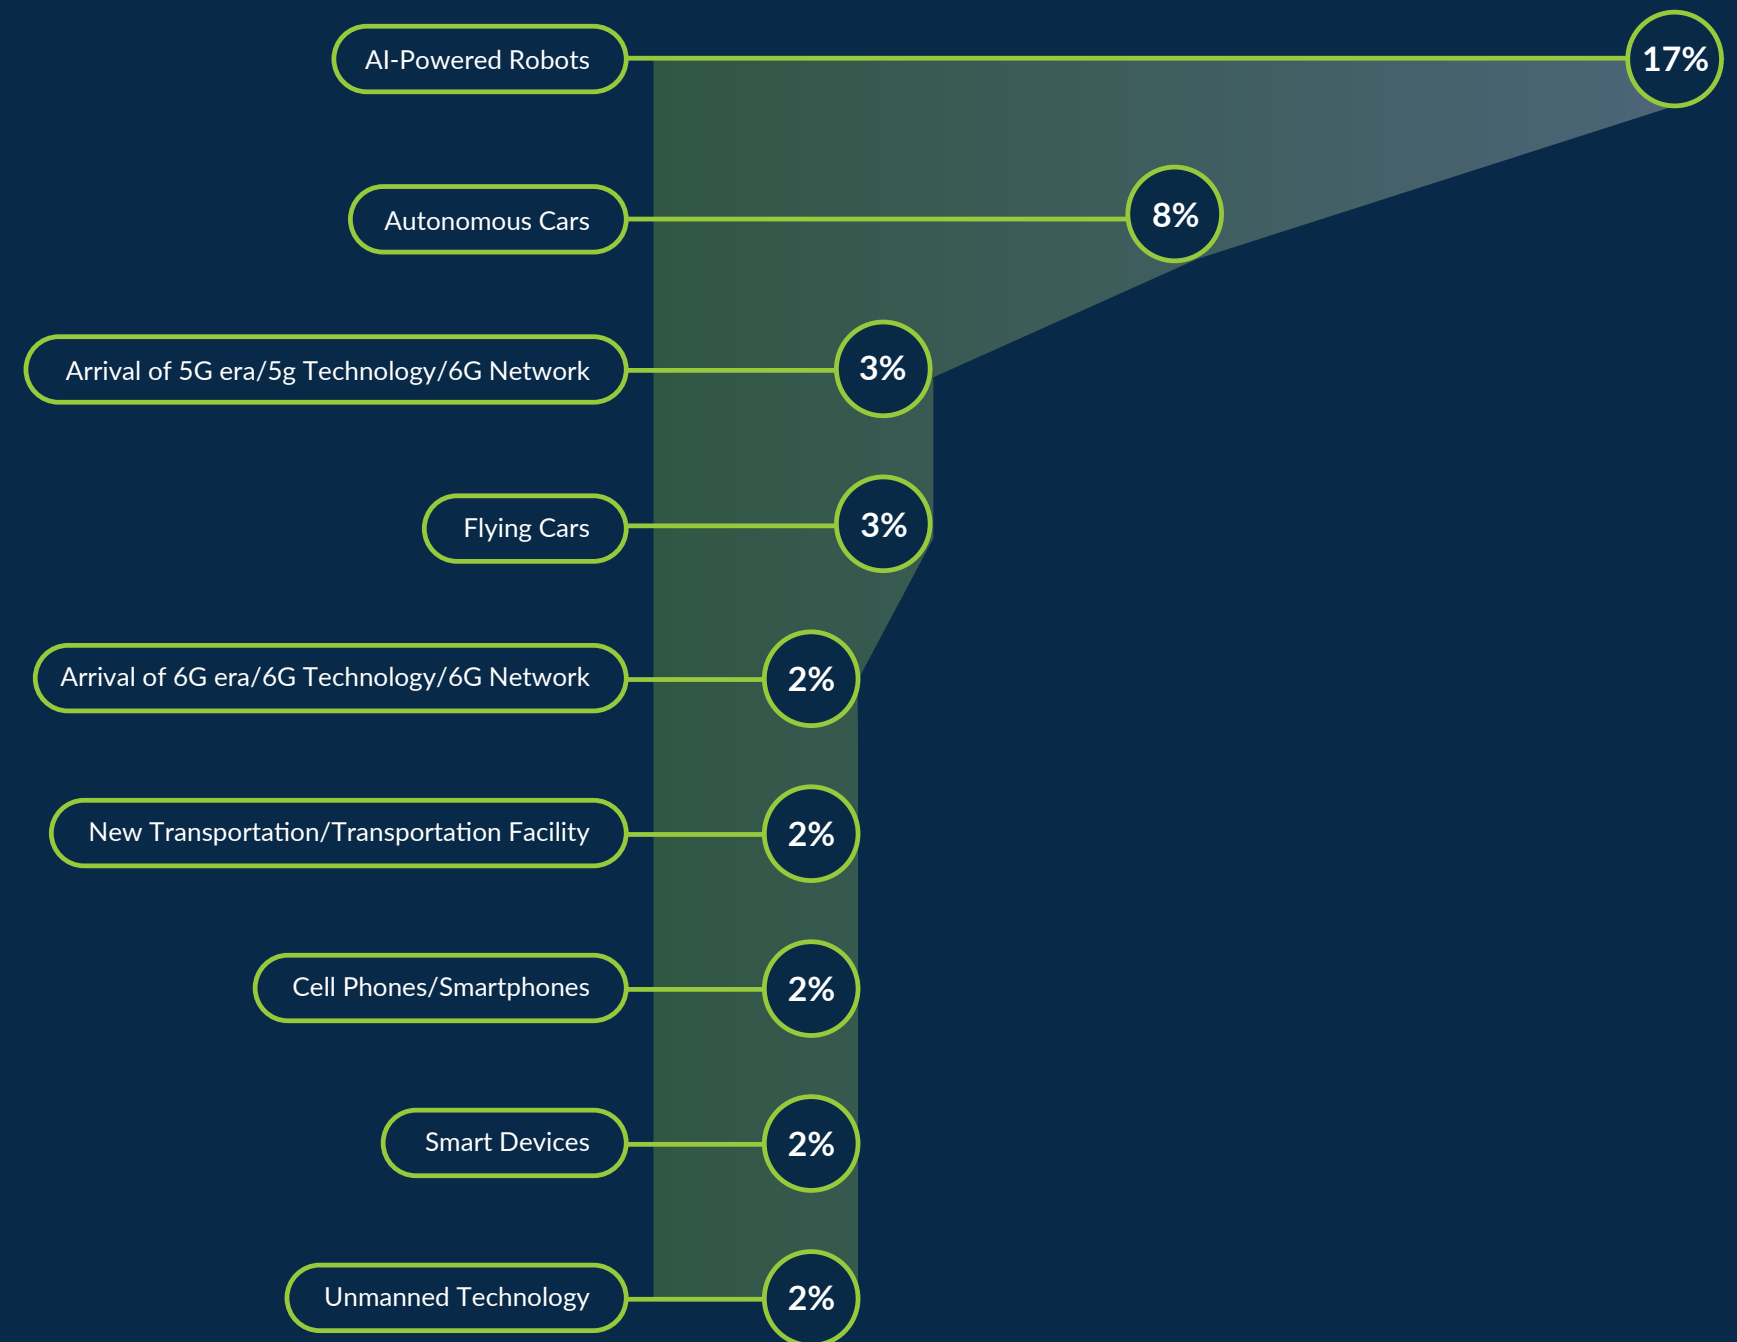 AI-Powered Robots
17%
Autonomous Cars
8%
Arrival of 5G era/5g Technology/6G Network
3%
Flying Cars
3%
Arrival of 6G era/6G Technology/6G Network
2%
New Transportation/Transportation Facility
2%
Cell Phones/Smartphones
2%
Smart Devices
2%
Unmanned Technology
2%